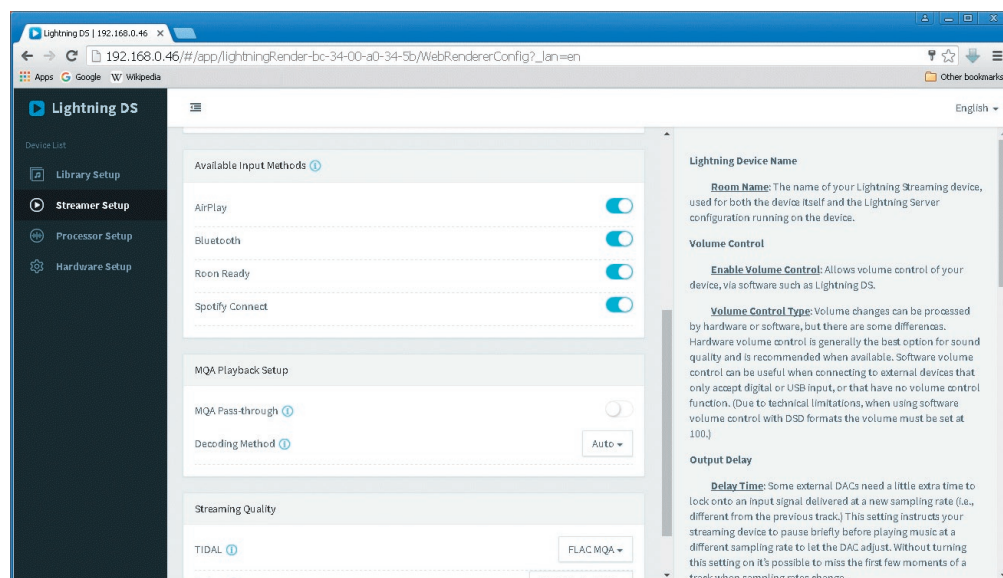 Lightning DS | 192.168.0.46
192.168.0.46/#/app/lightningRender-bc-34-00-a0-34-5b/WebRendererConfig?_lan=en
Apps Google Wikipedia
Other bookmarks
Lightning DS
English
Device List
Library Setup
Streamer Setup
Processor Setup
Hardware Setup
Available Input Methods
AirPlay
Bluetooth
Roon Ready
Spotify Connect
MQA Playback Setup
MQA Pass-through
Decoding Method
Auto
Streaming Quality
TIDAL
FLAC MQA
Lightning Device Name
Room Name: The name of your Lightning Streaming device,
used for both the device itself and the Lightning Server
configuration running on the device.
Volume Control
Enable Volume Control: Allows volume control of your
device, via software such as Lightning DS.
Volume Control Type: Volume changes can be processed
by hardware or software, but there are some differences.
Hardware volume control is generally the best option for sound
quality and is recommended when available. Software volume
control can be useful when connecting to external devices that
only accept digital or USB input, or that have no volume control
function. (Due to technical limitations, when using software
volume control with DSD formats the volume must be set at
100.)
Output Delay
Delay Time: Some external DACs need a little extra time to
lock onto an input signal delivered at a new sampling rate (i.e.,
different from the previous track.) This setting instructs your
streaming device to pause briefly before playing music at a
different sampling rate to let the DAC adjust. Without turning
this setting on it's possible to miss the first few moments of a
track when sampling rates change.